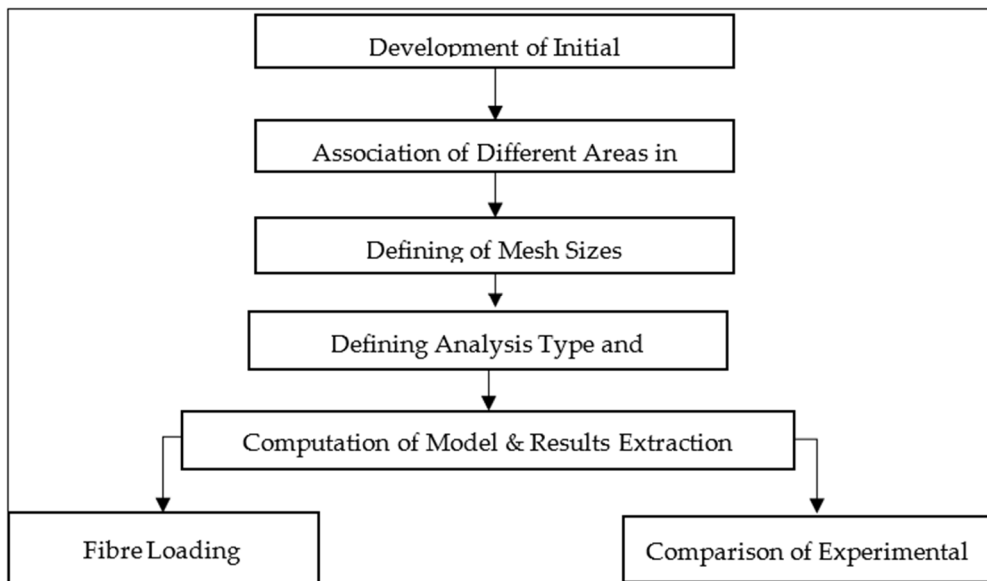 Development of Initial
Association of Different Areas in
Defining of Mesh Sizes
Defining Analysis Type and
Computation of Model & Results Extraction
Fibre Loading
Comparison of Experimental